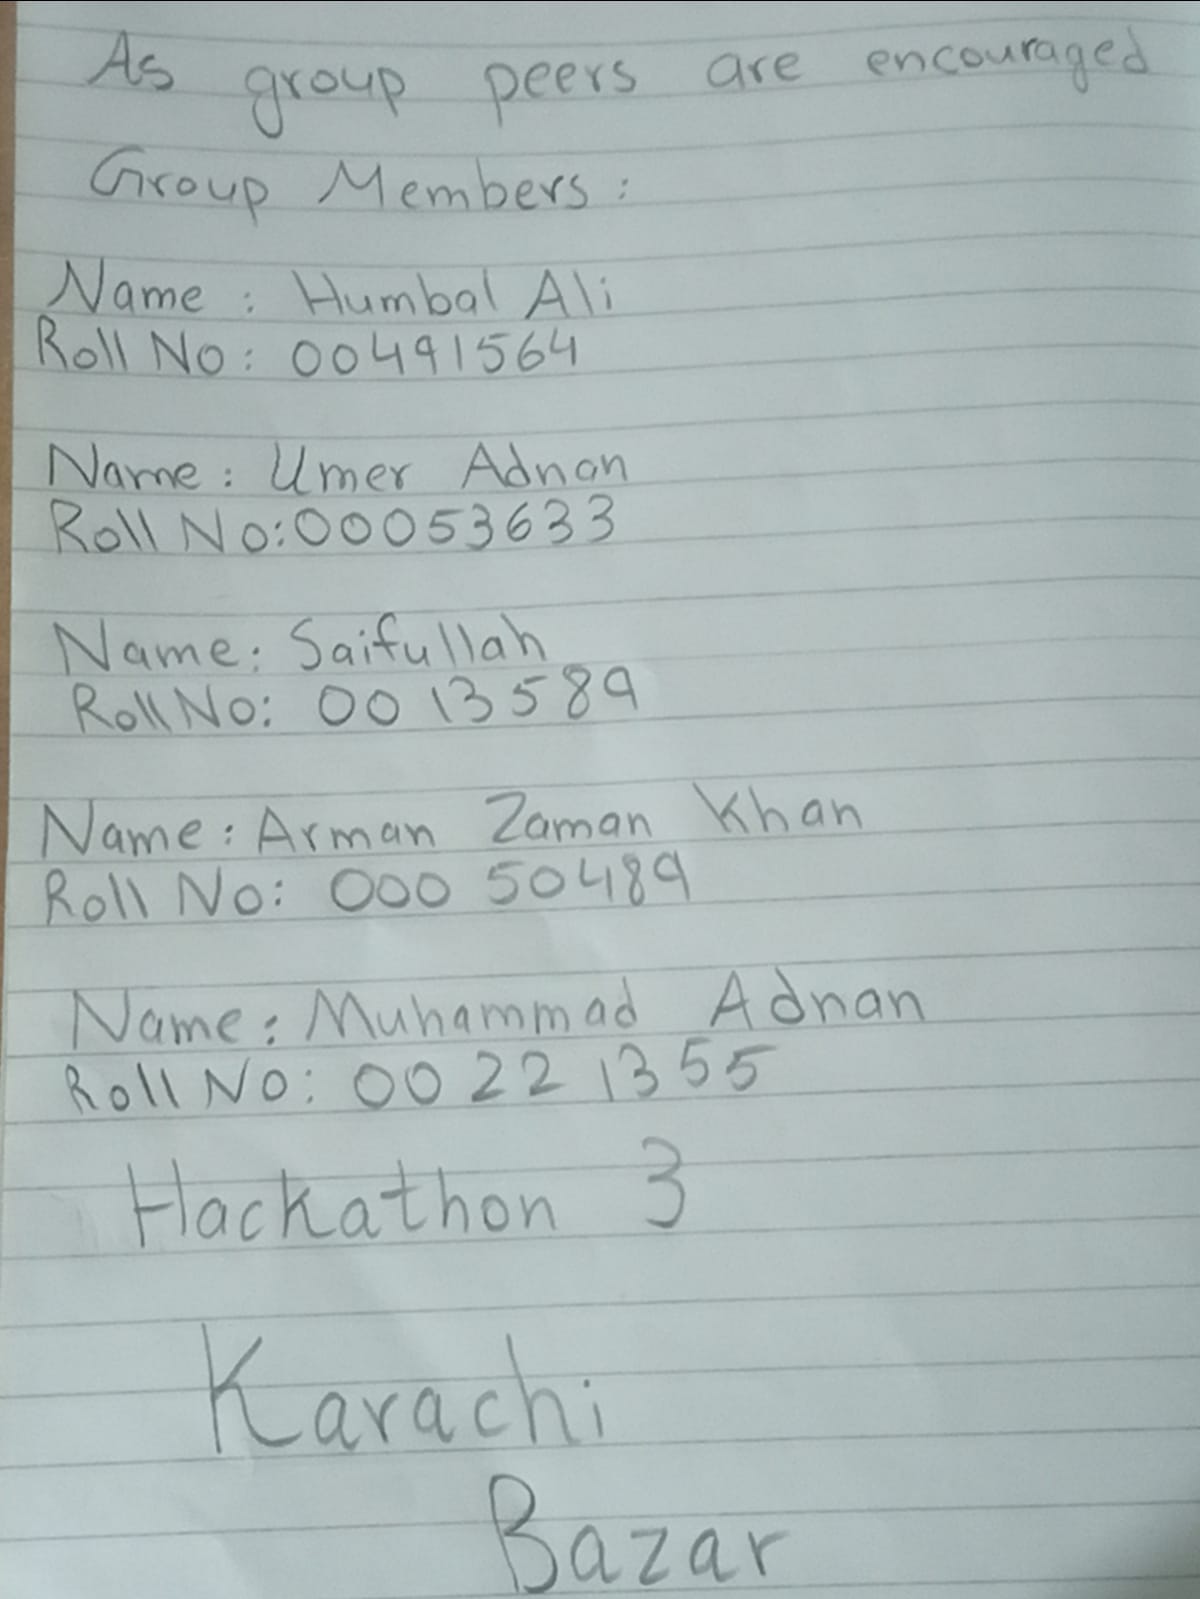 As group peers are encouraged
Group Members:
Name: Humbal Ali
Roll No: 00491564
Name: Umer Adnan
Roll No: 00053633
Name: Saifullah
Roll No: 0013589
Name: Arman Zaman Khan
Roll No: 000 50489
Name: Muhammad Adnan
Roll No: 00221355
Hackathon 3
Karachi
Bazar